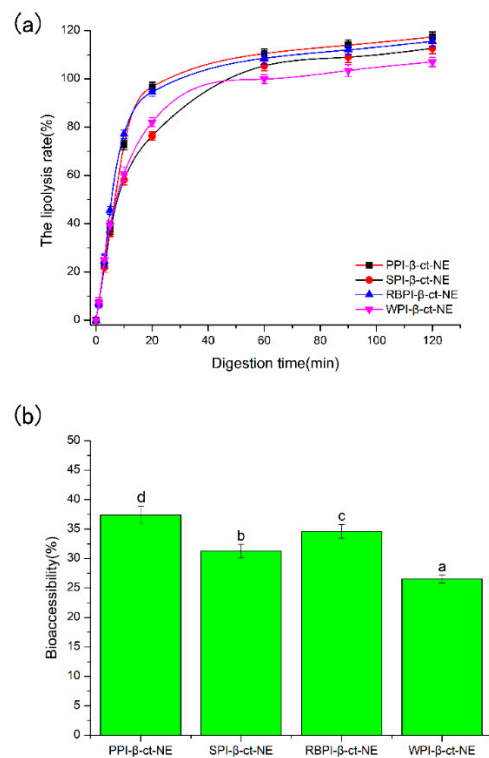 (a)
The lipolysis rate(%)
120
100
80
60
40
20
0
PPI-β-ct-NE
SPI-β-ct-NE
RBPI-β-ct-NE
WPI-β-ct-NE
0 20 40 60 80 100 120
Digestion time(min)
(b)
Bioaccessibility(%)
50
45
40
35
30
25
20
15
10
5
0
d
b
c
a
PPI-β-ct-NE SPI-β-ct-NE RBPI-β-ct-NE WPI-β-ct-NE